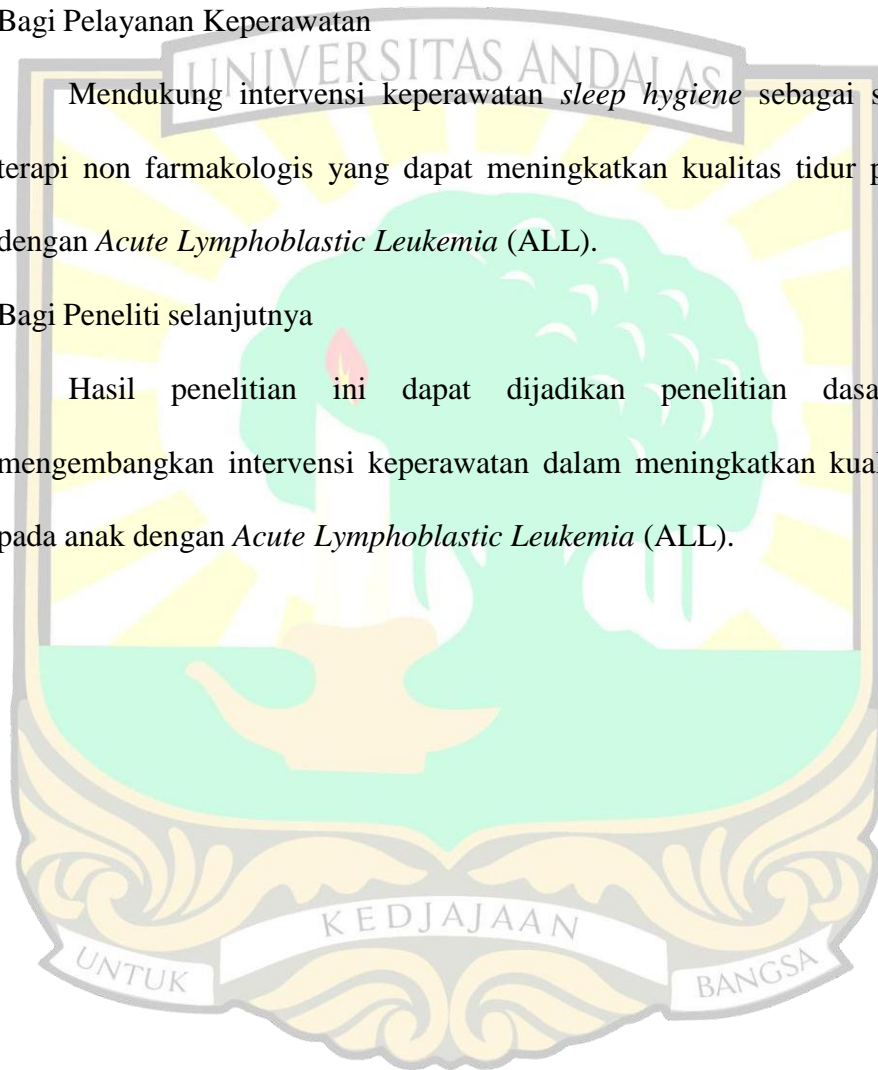 Bagi Pelayanan Keperawatan
UNIVERSITAS ANDALAS
Mendukung intervensi keperawatan sleep hygiene sebagai
terapi non farmakologis yang dapat meningkatkan kualitas tidur
dengan Acute Lymphoblastic Leukemia (ALL).
Bagi Peneliti selanjutnya
Hasil penelitian ini dapat dijadikan penelitian
mengembangkan intervensi keperawatan dalam meningkatkan
pada anak dengan Acute Lymphoblastic Leukemia (ALL).
KEDJAJAAN
UNTUK
BANGSA